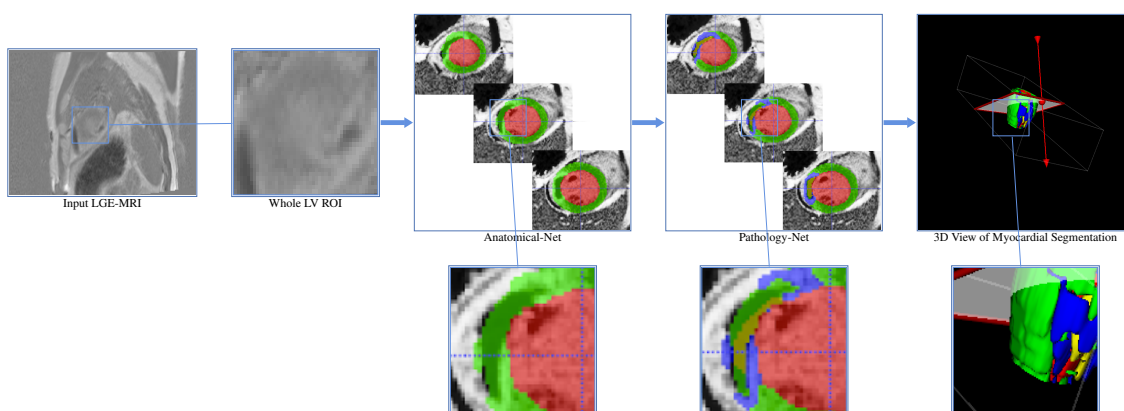 Input LGE-MRI
Whole LV ROI
Anatomical-Net
Pathology-Net
3D View of Myocardial Segmentation